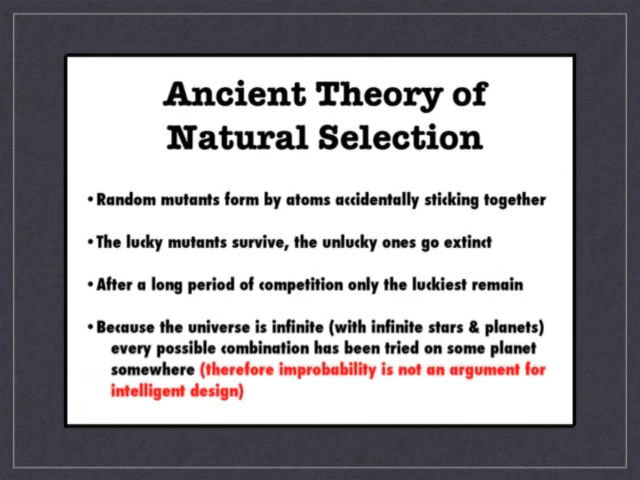 Ancient Theory of
Natural Selection
• Random mutants form by atoms accidentally sticking together
• The lucky mutants survive, the unlucky ones go extinct
• After a long period of competition only the luckiest remain
• Because the universe is infinite (with infinite stars & planets)
every possible combination has been tried on some planet
somewhere (therefore improbability is not an argument for
intelligent design)